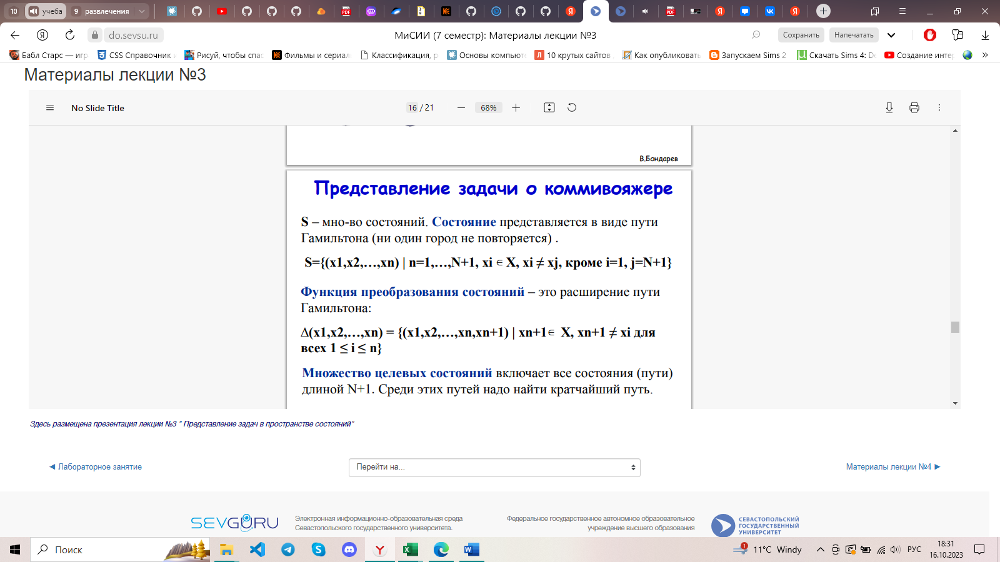 10 учеба 9 развлечения
do.sevsu.ru
МиСИИ (7 семестр): Материалы лекции №3
Сохранить Напечатать
Бабл Старс — игр
CSS Справочник
Рисуй, чтобы спас
Фильмы и сериал
Классификация, р
Основы компьюте
10 крутых сайтов
Как опубликовать
Запускаем Sims 2
Скачать Sims 4: De
Создание интер
Материалы лекции №3
No Slide Title
16 / 21
68%
В.Бондарев
Представление задачи о коммивояжере
S – мно-во состояний. Состояние представляется в виде пути
Гамильтона (ни один город не повторяется) .
S={(x1,x2,…,xn) | n=1,…,N+1, xi ∈ X, xi ≠ xj, кроме i=1, j=N+1}
Функция преобразования состояний – это расширение пути
Гамильтона:
Δ(x1,x2,…,xn) = {(x1,x2,…,xn,xn+1) | xn+1∈ X, xn+1 ≠ xi для
всех 1 ≤ i ≤ n}
Множество целевых состояний включает все состояния (пути)
длиной N+1. Среди этих путей надо найти кратчайший путь.
Здесь размещена презентация лекции №3 " Представление задач в пространстве состояний"
◄ Лабораторное занятие
Перейти на...
Материалы лекции №4 ►
SEVGU.RU
Электронная информационно-образовательная среда
Севастопольского государственного университета.
Федеральное государственное автономное образовательное
учреждение высшего образования
СЕВАСТОПОЛЬСКИЙ
ГОСУДАРСТВЕННЫЙ
УНИВЕРСИТЕТ
Поиск
1
11°C Windy
РУС
18:31
16.10.2023